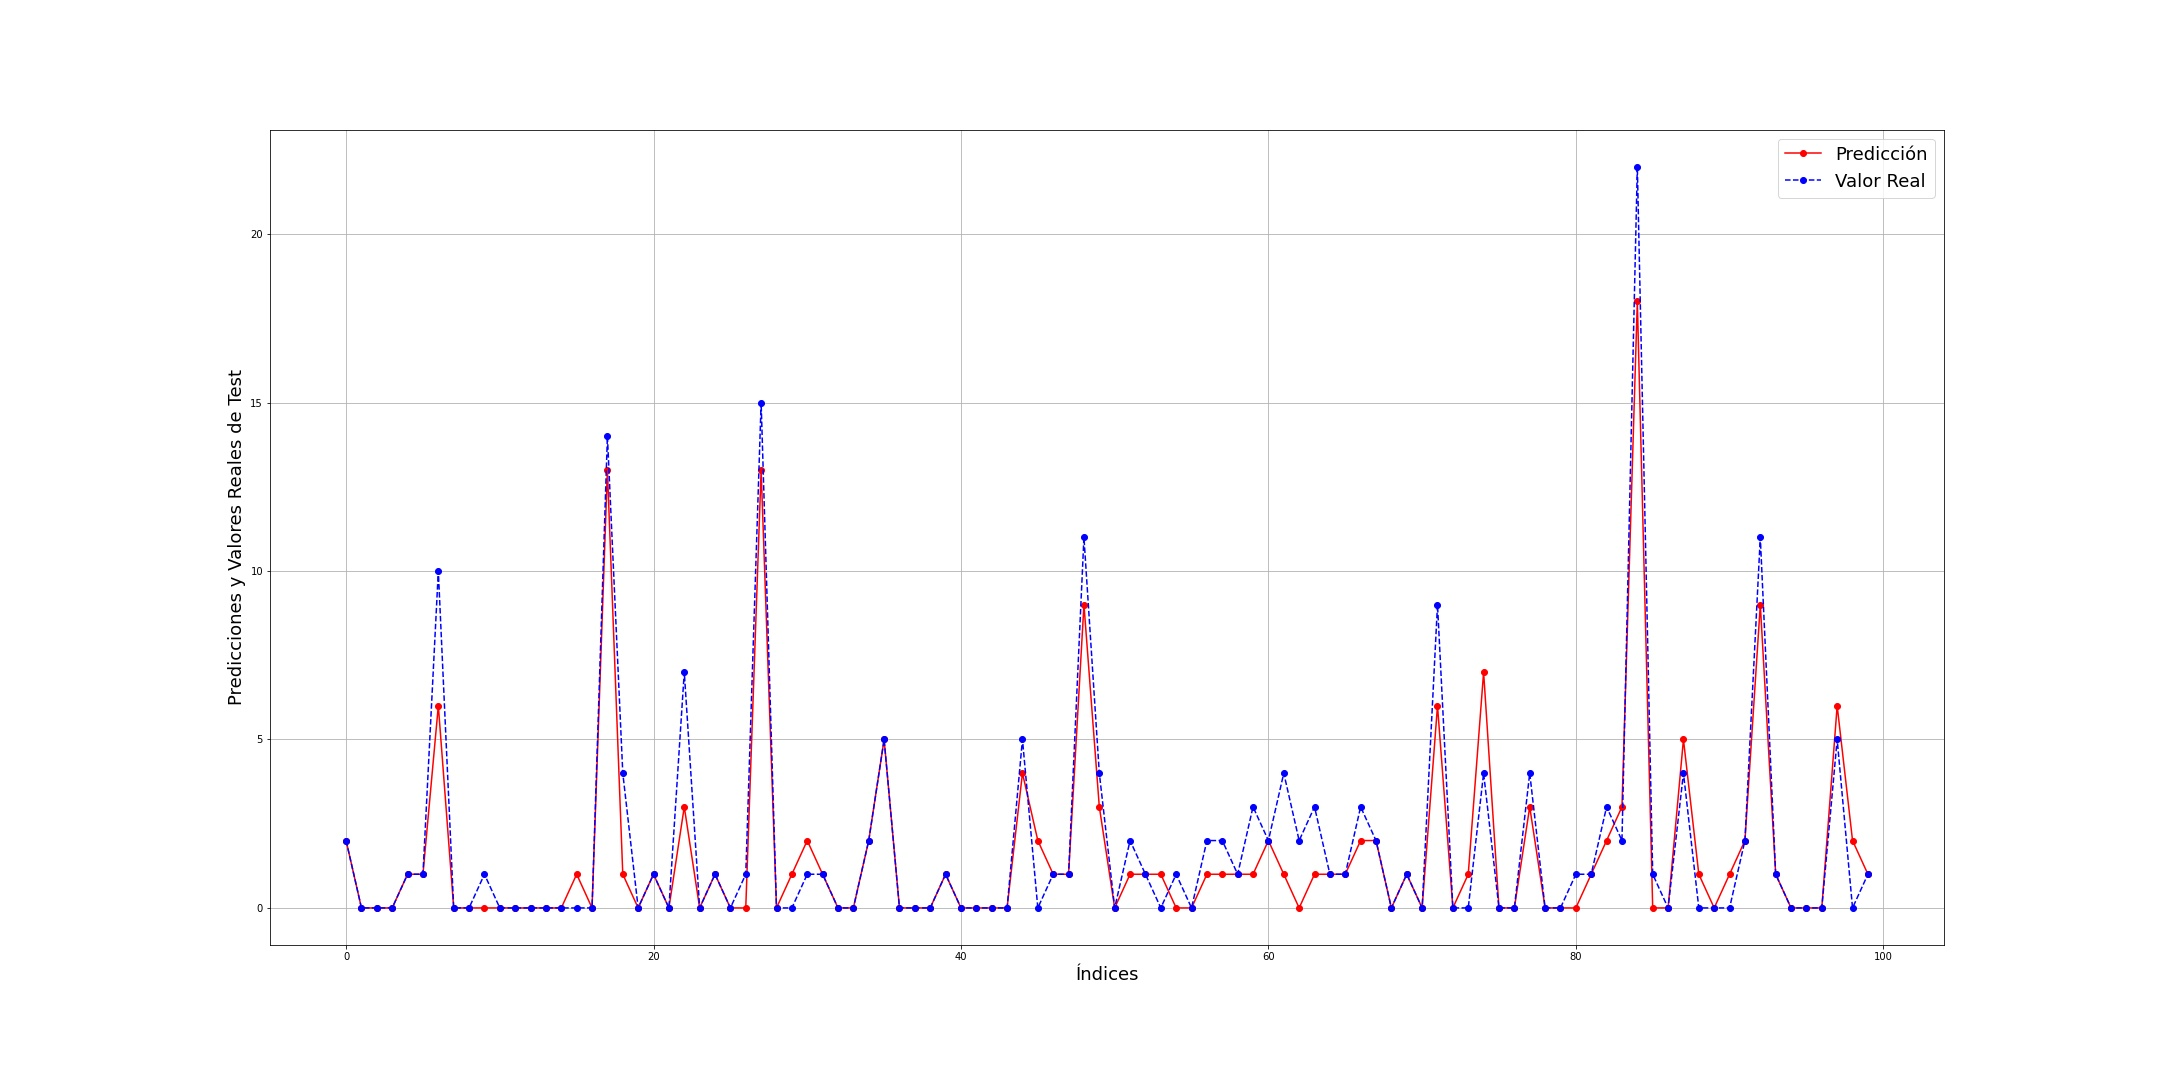 Predicción
Valor Real
Predicciones y Valores Reales de Test
20
15
10
5
0
0 20 40 60 80 100
Índices